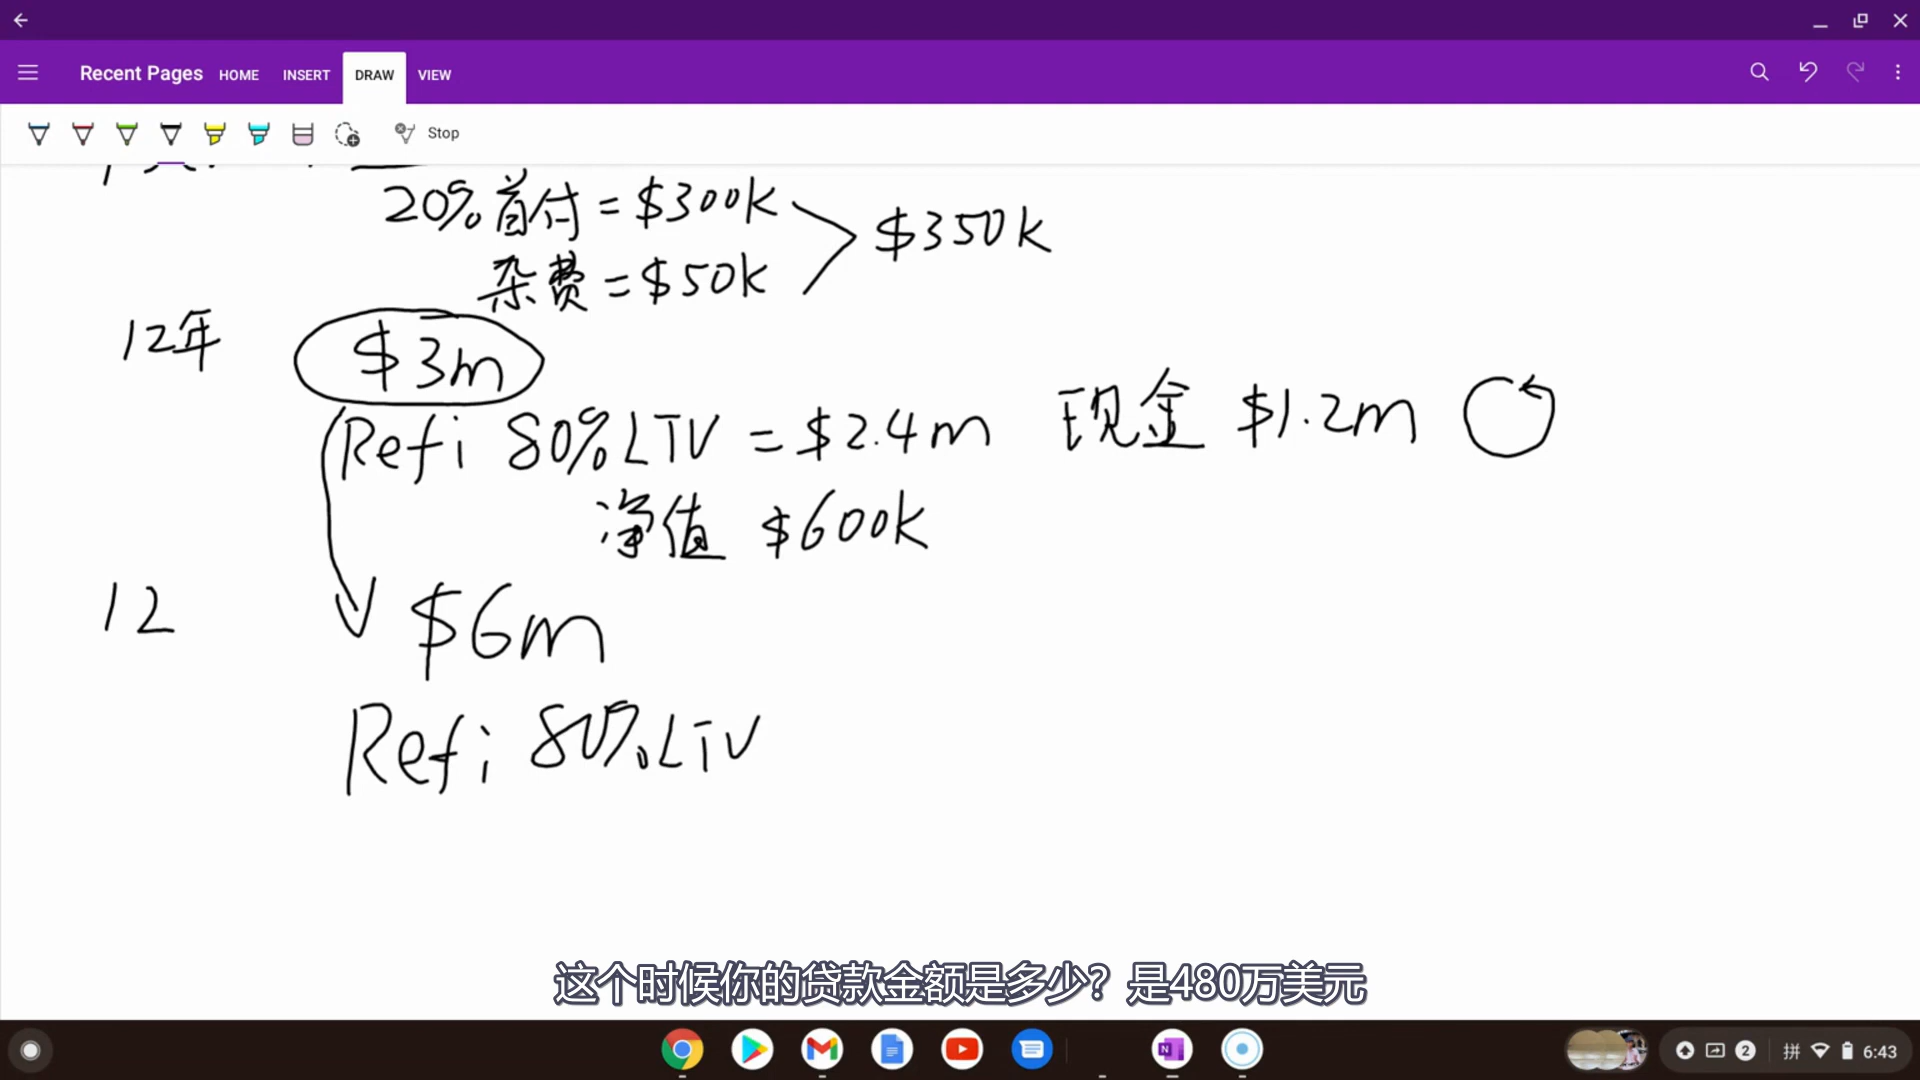 Recent Pages HOME INSERT DRAW VIEW
Stop
20%首付=$300K
$350K
杂费=$50K
12年 $3m
Refi 80%LTV =$2.4m 现金 $1.2m
净值 $600K
12 $6m
Refi 80%LTV
这个时候你的贷款金额是多少？是480万美元
2 拼 6:43